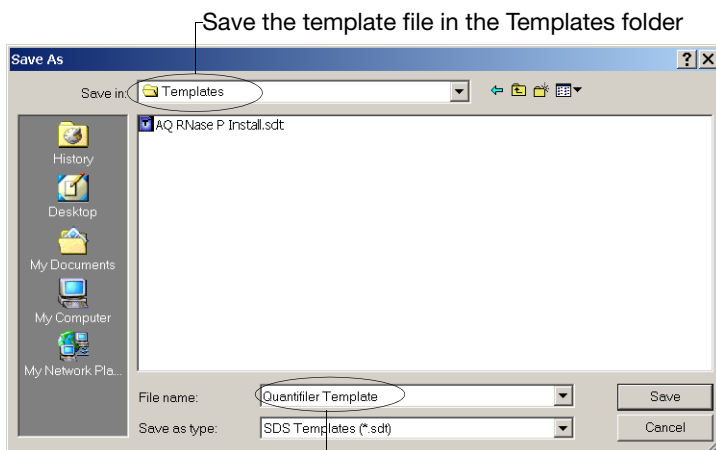 Save the template file in the Templates folder
Save As
Save in: Templates
AQ RNase P Install.sdt
History
Desktop
My Documents
My Computer
My Network Pla...
File name: Quantifiler Template Save
Save as type: SDS Templates (*.sdt) Cancel